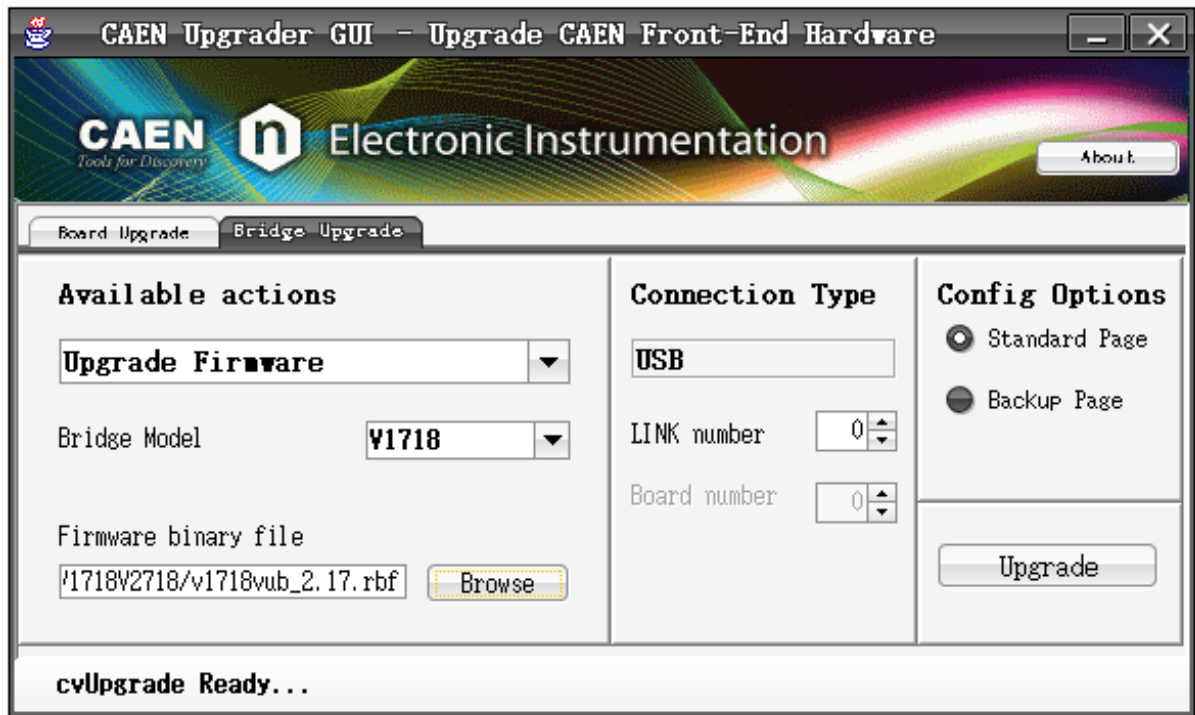 CAEN Upgrader GUI - Upgrade CAEN Front-End Hardware
CAEN n Electronic Instrumentation
Tools for Discovery
About
Board Upgrade Bridge Upgrade
Available actions
Upgrade Firmware
Bridge Model V1718
Firmware binary file
/1718V2718/v1718vub_2.17.rbf Browse
Connection Type
USB
LINK number 0
Board number 0
Config Options
Standard Page
Backup Page
Upgrade
cvUpgrade Ready...